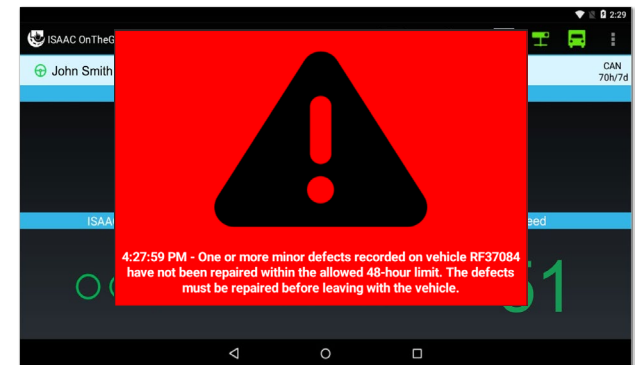 2:29
ISAAC OnTheG
John Smith
CAN
70h/7d
4:27:59 PM - One or more minor defects recorded on vehicle RF37084
have not been repaired within the allowed 48-hour limit. The defects
must be repaired before leaving with the vehicle.
ISAA
eed
51